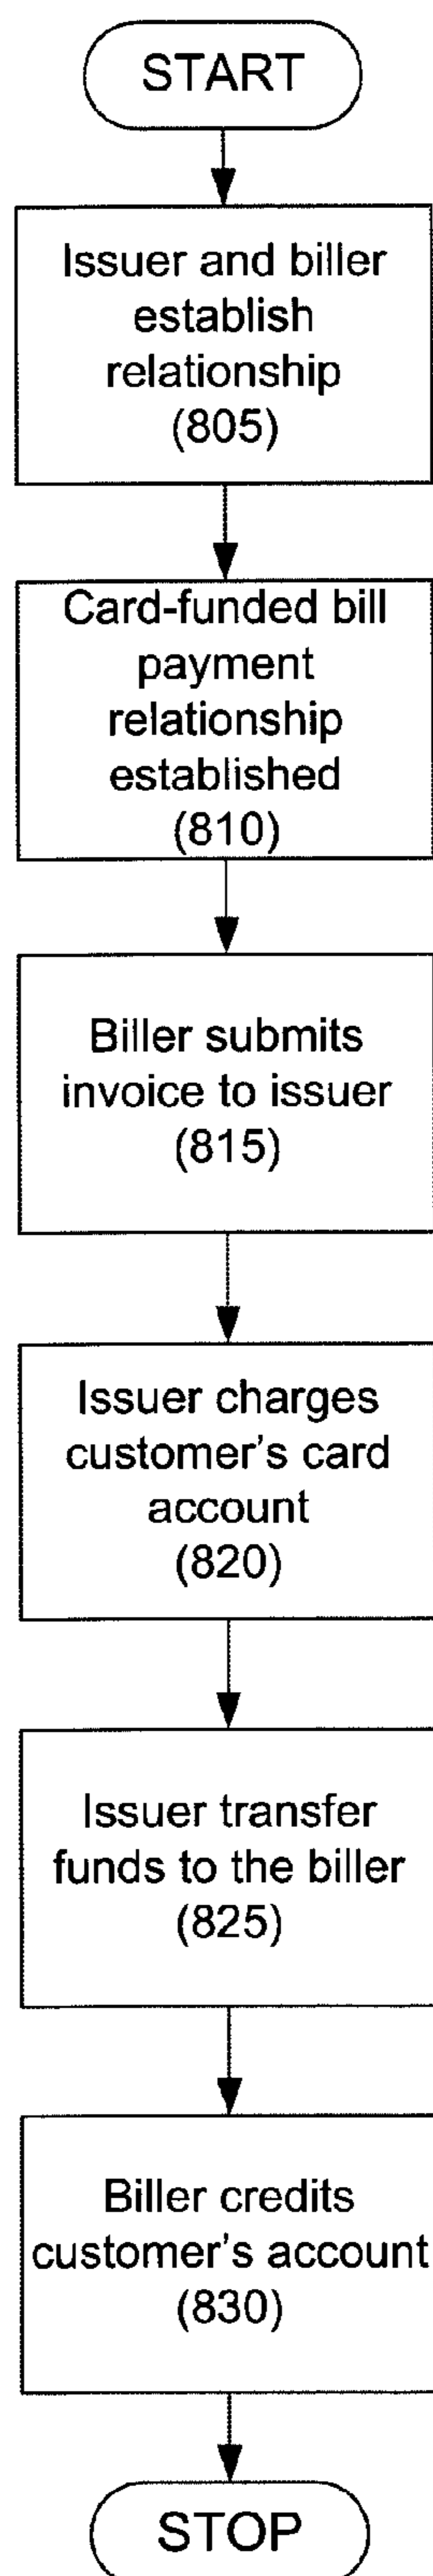 START
Issuer and biller
establish
relationship
(805)
Card-funded bill
payment
relationship
established
(810)
Biller submits
invoice to issuer
(815)
Issuer charges
customer's card
account
(820)
Issuer transfer
funds to the biller
(825)
Biller credits
customer's account
(830)
STOP